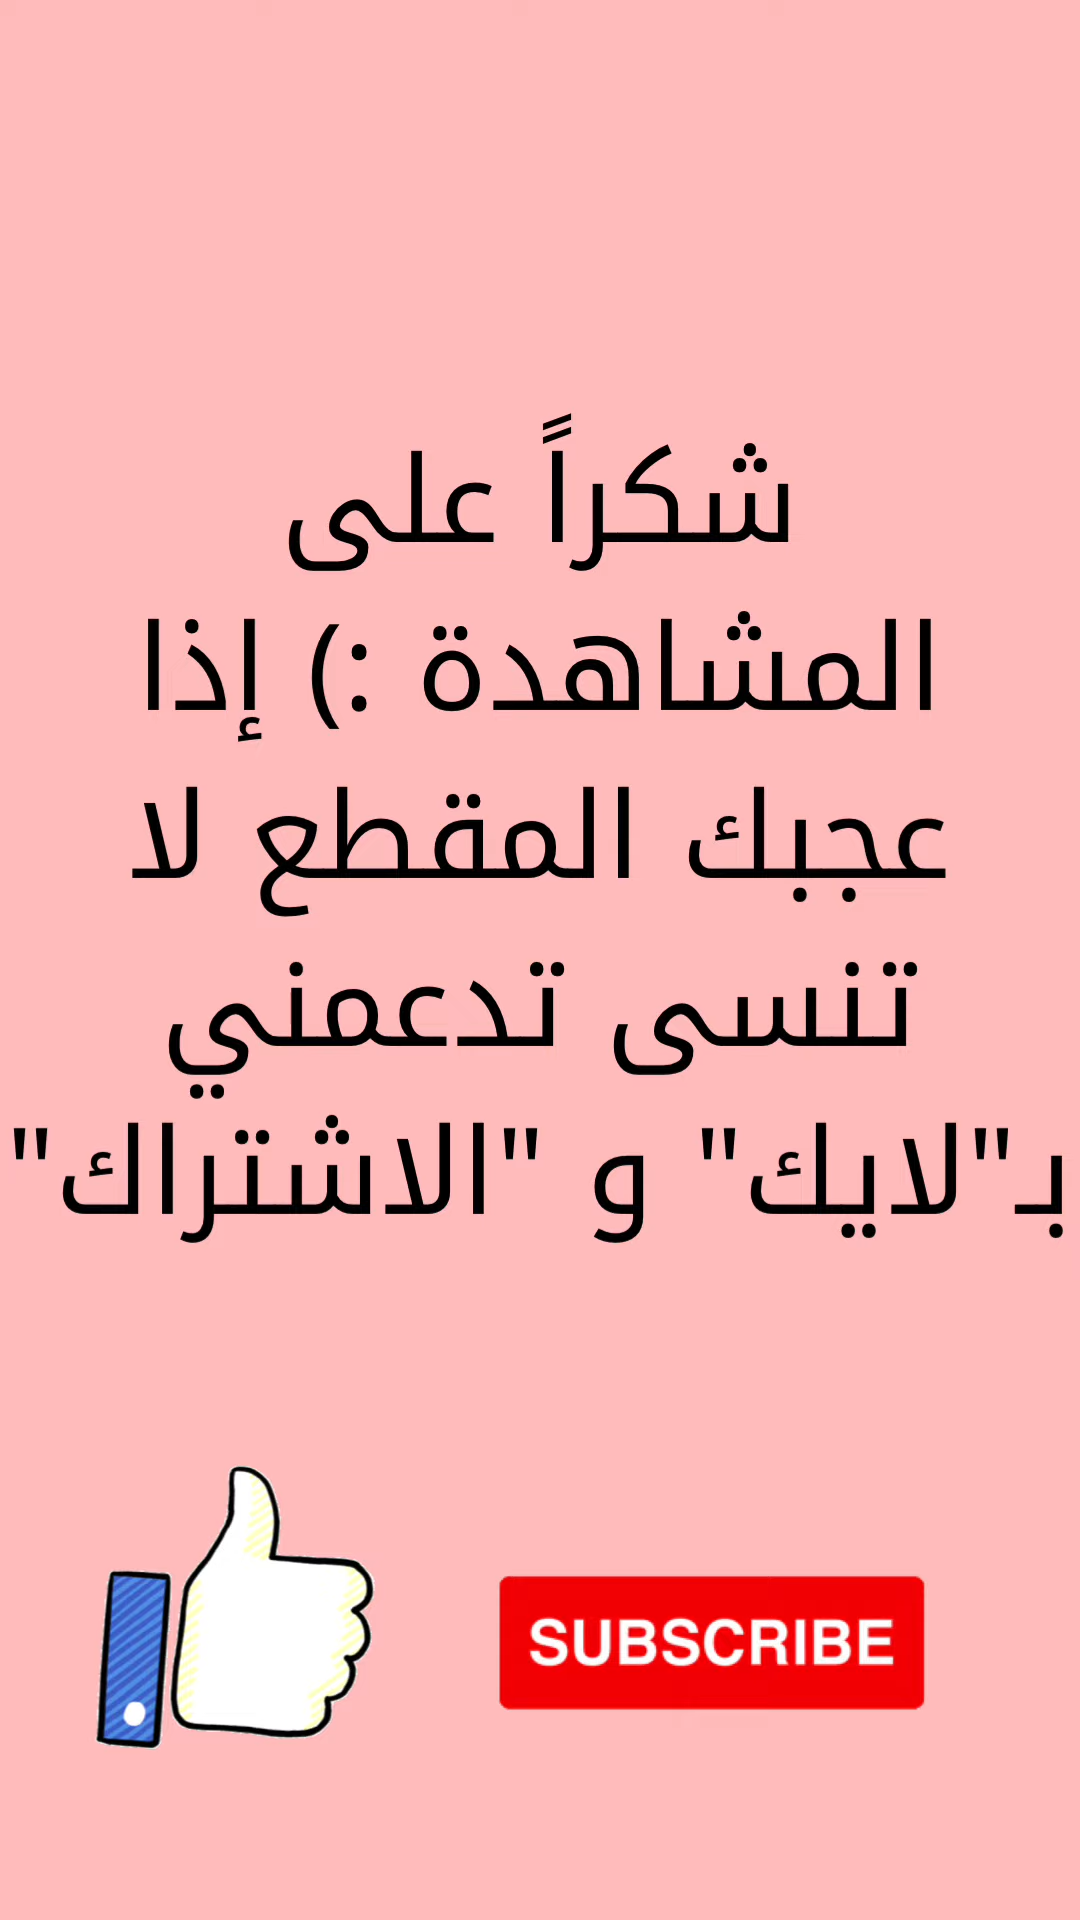 شكراً على
المشاهدة :) إذا
عجبك المقطع لا
تنسى تدعمني
بـ"لايك" و "الاشتراك"
SUBSCRIBE